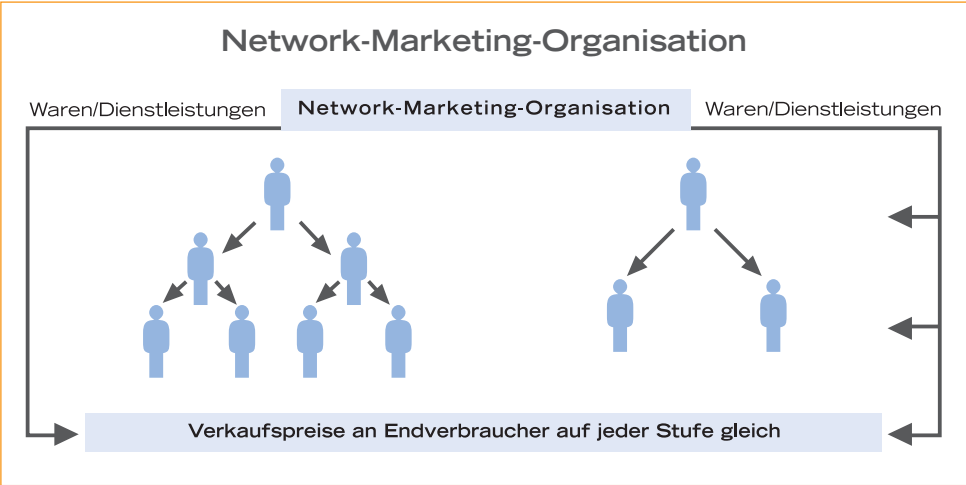 Network-Marketing-Organisation
Waren/Dienstleistungen
Network-Marketing-Organisation
Waren/Dienstleistungen
Verkaufspreise an Endverbraucher auf jeder Stufe gleich